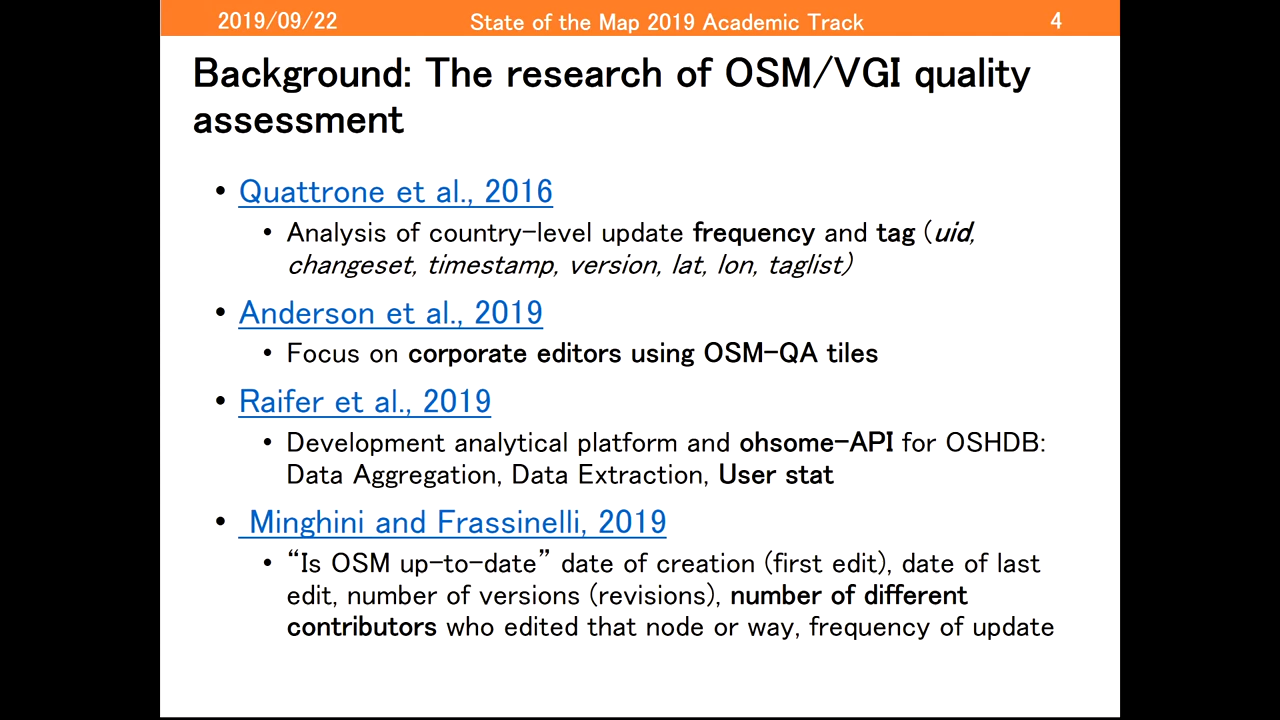 2019/09/22 State of the Map 2019 Academic Track 4
Background: The research of OSM/VGI quality
assessment
• Quattrone et al., 2016
• Analysis of country-level update frequency and tag (uid,
changeset, timestamp, version, lat, lon, taglist)
• Anderson et al., 2019
• Focus on corporate editors using OSM-QA tiles
• Raifer et al., 2019
• Development analytical platform and ohsome-API for OSHDB:
Data Aggregation, Data Extraction, User stat
• Minghini and Frassinelli, 2019
• “Is OSM up-to-date” date of creation (first edit), date of last
edit, number of versions (revisions), number of different
contributors who edited that node or way, frequency of update